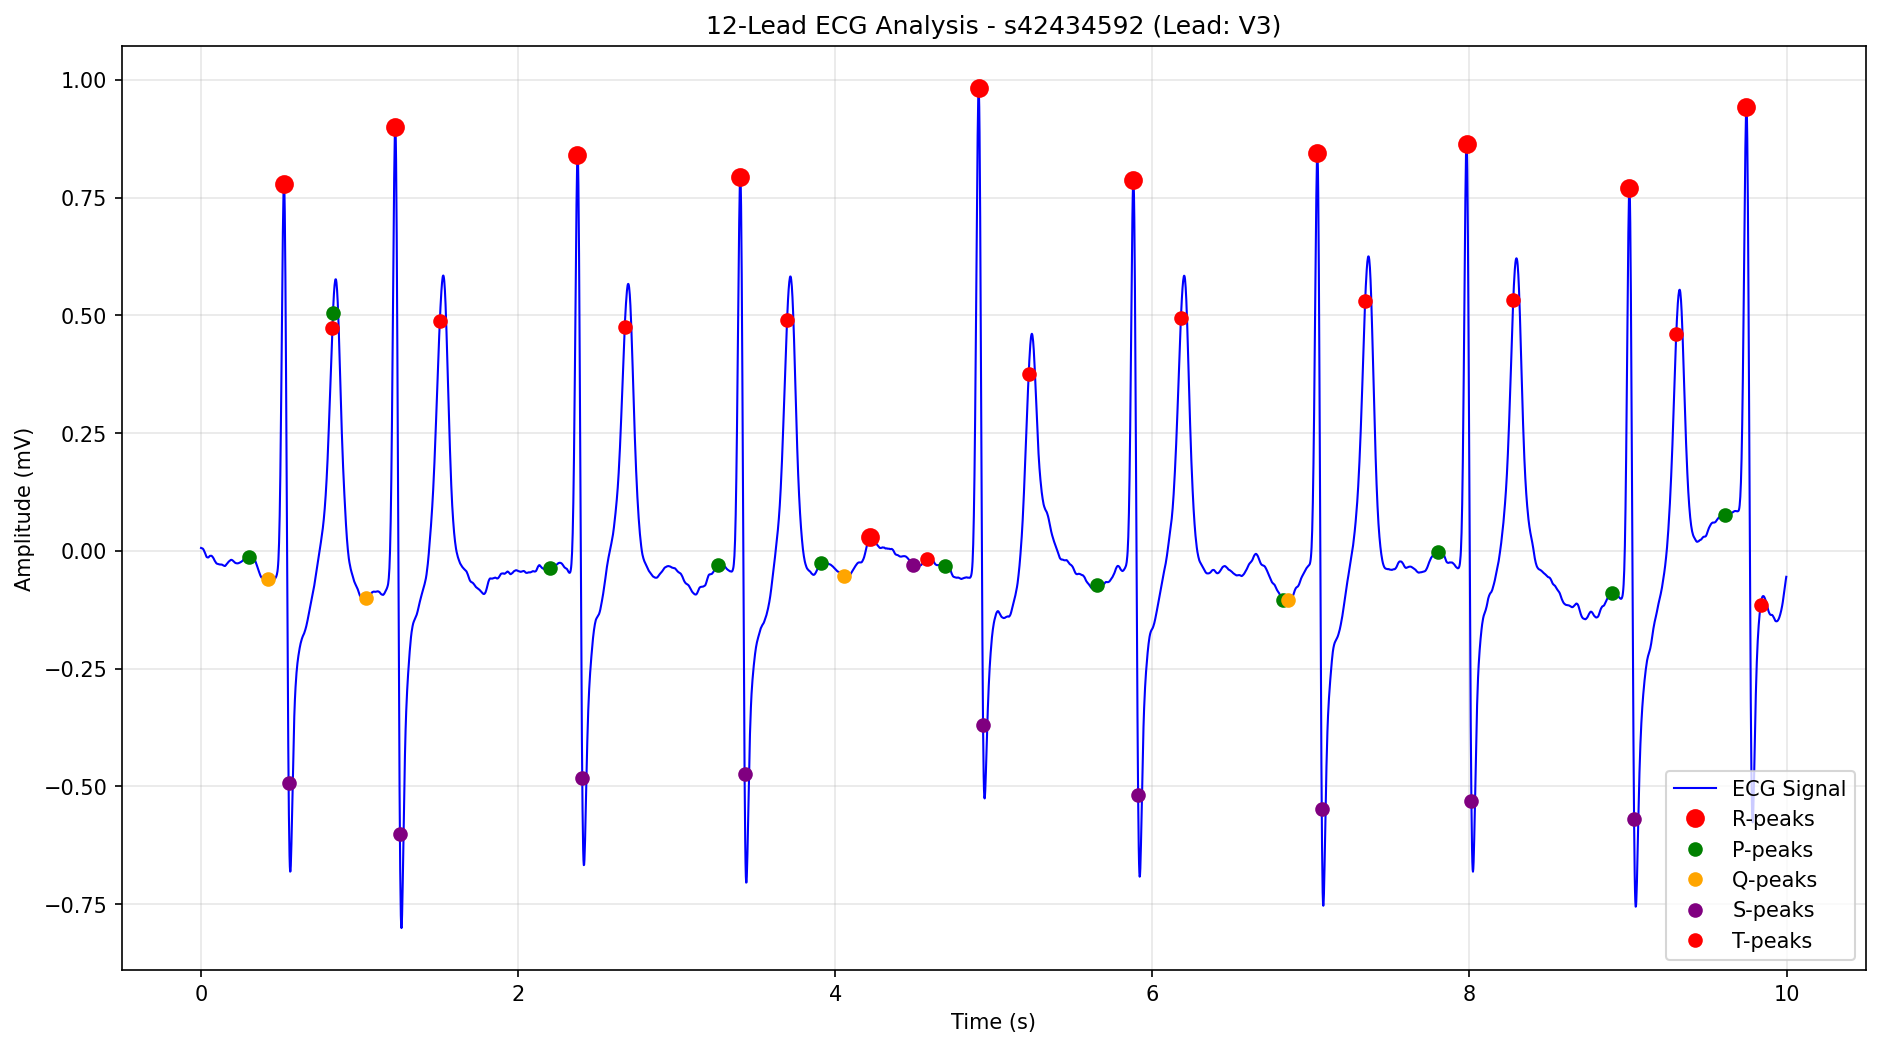 12-Lead ECG Analysis - s42434592 (Lead: V3)
1.00
0.75
0.50
0.25
0.00
−0.25
−0.50
−0.75
Amplitude (mV)
ECG Signal
R-peaks
P-peaks
Q-peaks
S-peaks
T-peaks
0 2 4 6 8 10
Time (s)